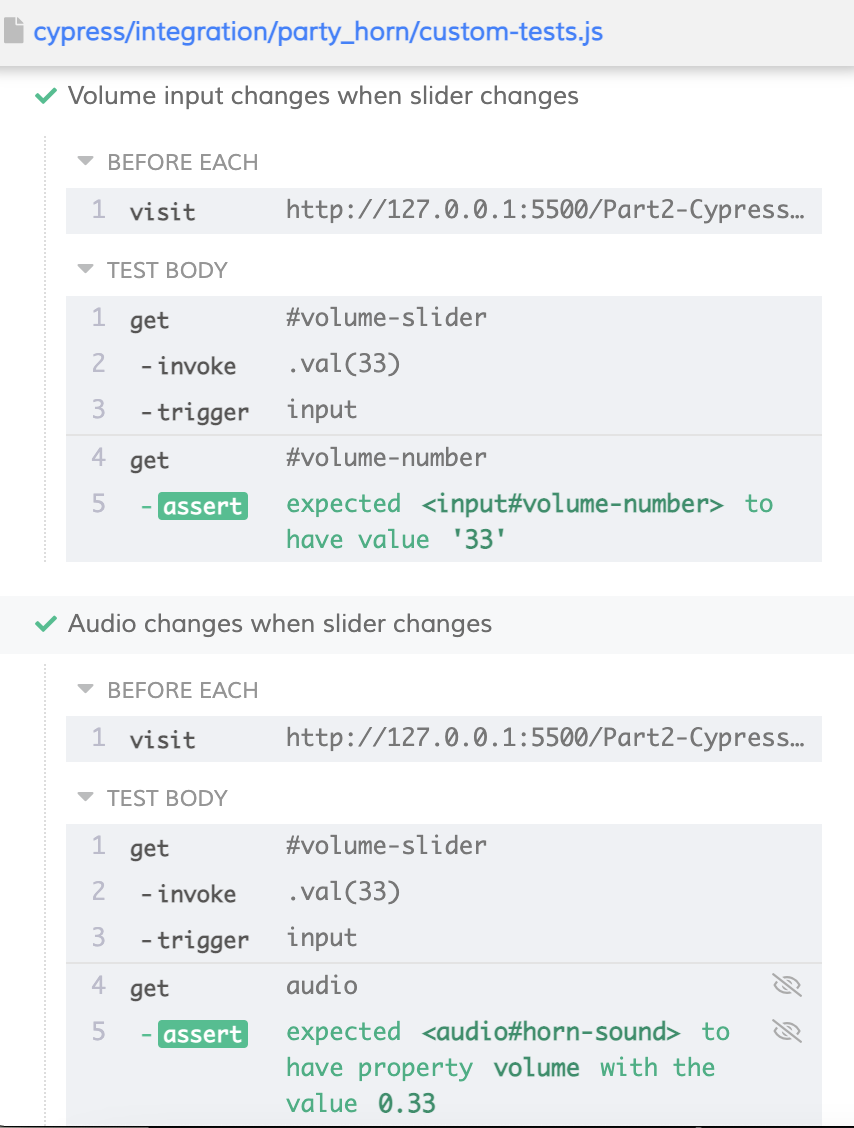 cypress/integration/party_horn/custom-tests.js
Volume input changes when slider changes
BEFORE EACH
1 visit http://127.0.0.1:5500/Part2-Cypress…
TEST BODY
1 get #volume-slider
2 -invoke .val(33)
3 -trigger input
4 get #volume-number
5 -assert expected <input#volume-number> to
have value '33'
Audio changes when slider changes
BEFORE EACH
1 visit http://127.0.0.1:5500/Part2-Cypress…
TEST BODY
1 get #volume-slider
2 -invoke .val(33)
3 -trigger input
4 get audio
5 -assert expected <audio#horn-sound> to
have property volume with the
value 0.33